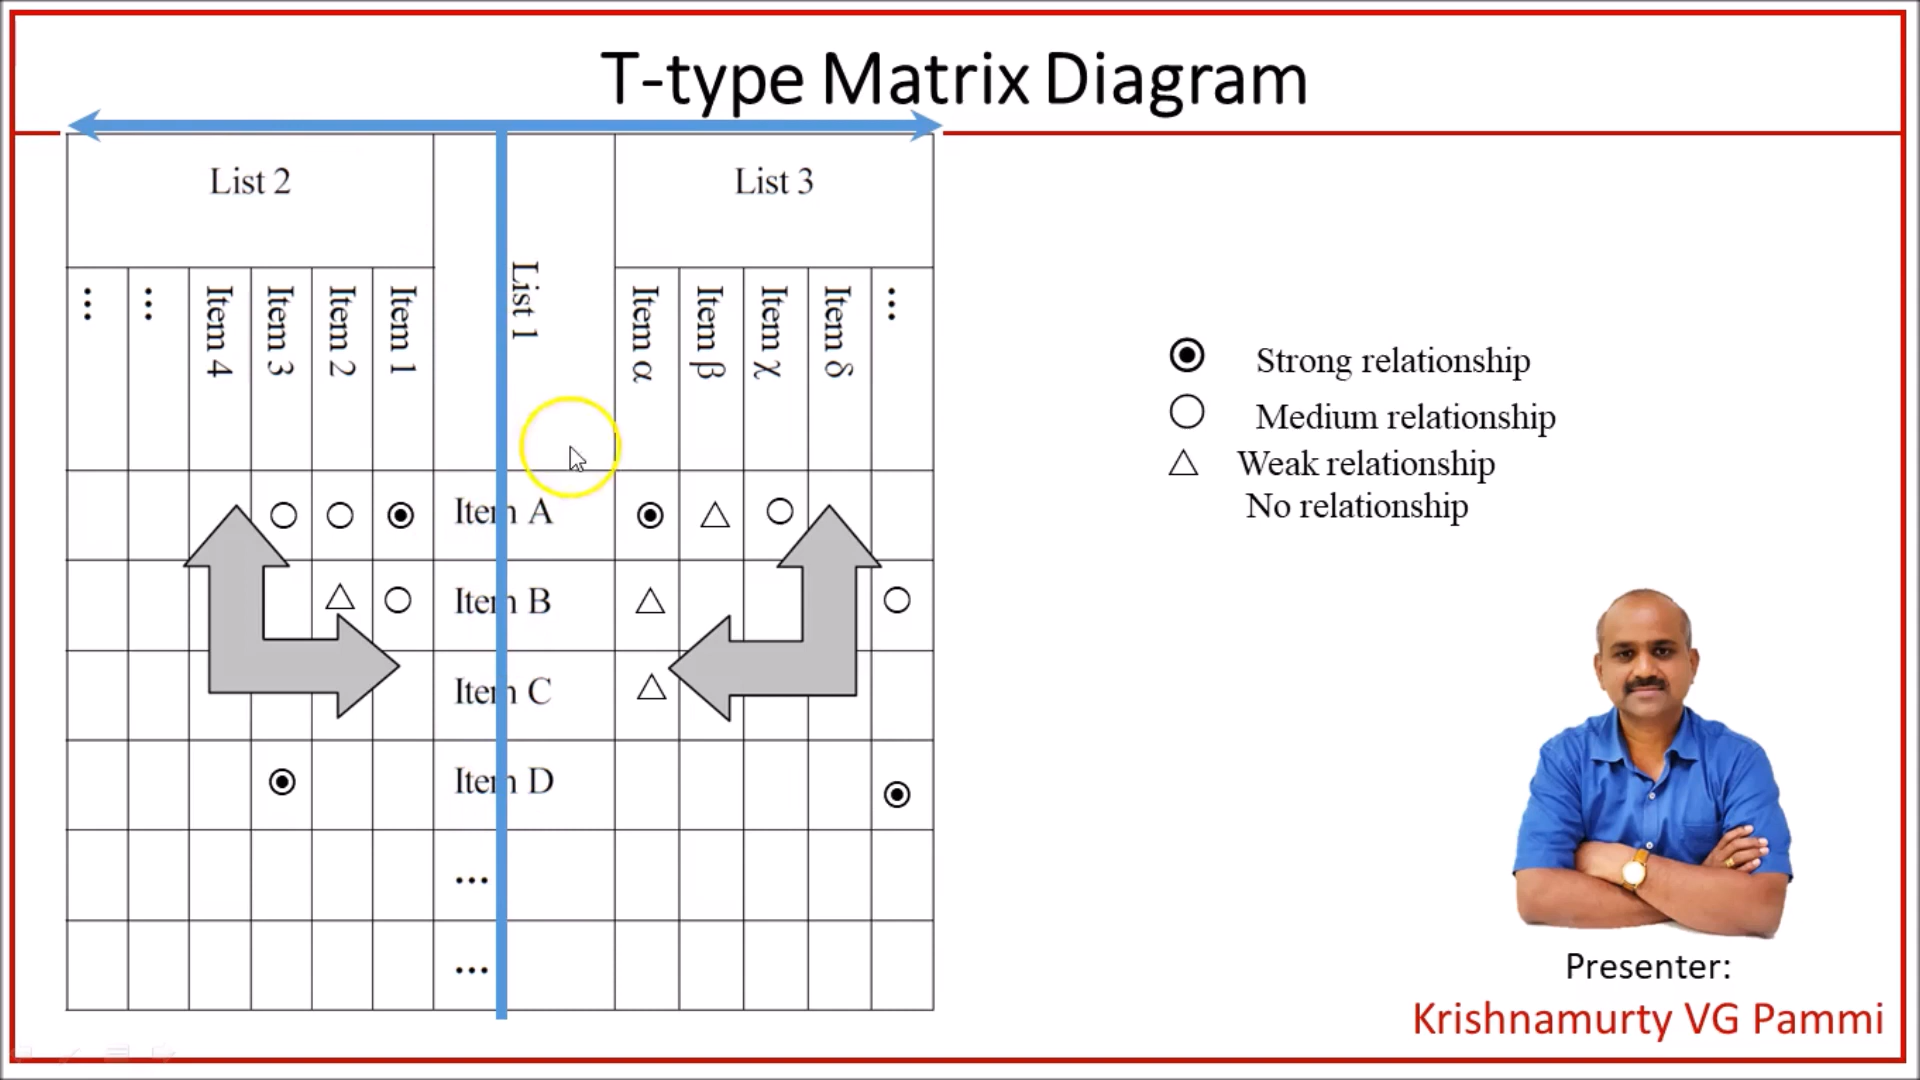 T-type Matrix Diagram
List 2
List 3
List 1
...
...
Item 4
Item 3
Item 2
Item 1
Item α
Item β
Item χ
Item δ
...
Item A
Item B
Item C
Item D
...
...
Strong relationship
Medium relationship
Weak relationship
No relationship
Presenter:
Krishnamurty VG Pammi